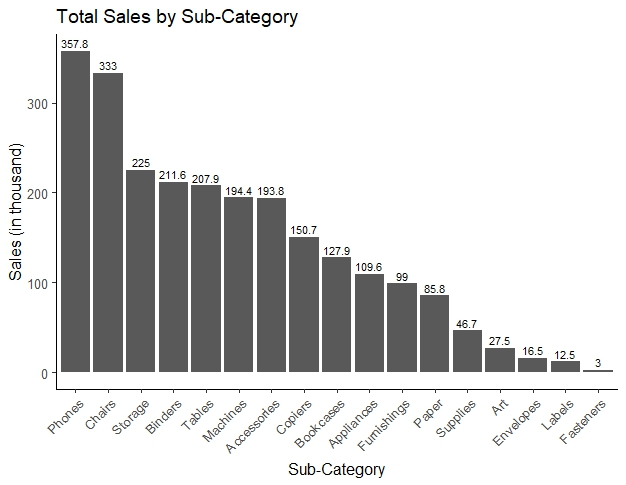 Total Sales by Sub-Category
357.8
333
225
211.6
207.9
194.4
193.8
150.7
127.9
109.6
99
85.8
46.7
27.5
16.5
12.5
3
Sales (in thousand)
300
200
100
0
Phones
Chairs
Storage
Binders
Tables
Machines
Accessories
Copiers
Bookcases
Appliances
Furnishings
Paper
Supplies
Art
Envelopes
Labels
Fasteners
Sub-Category